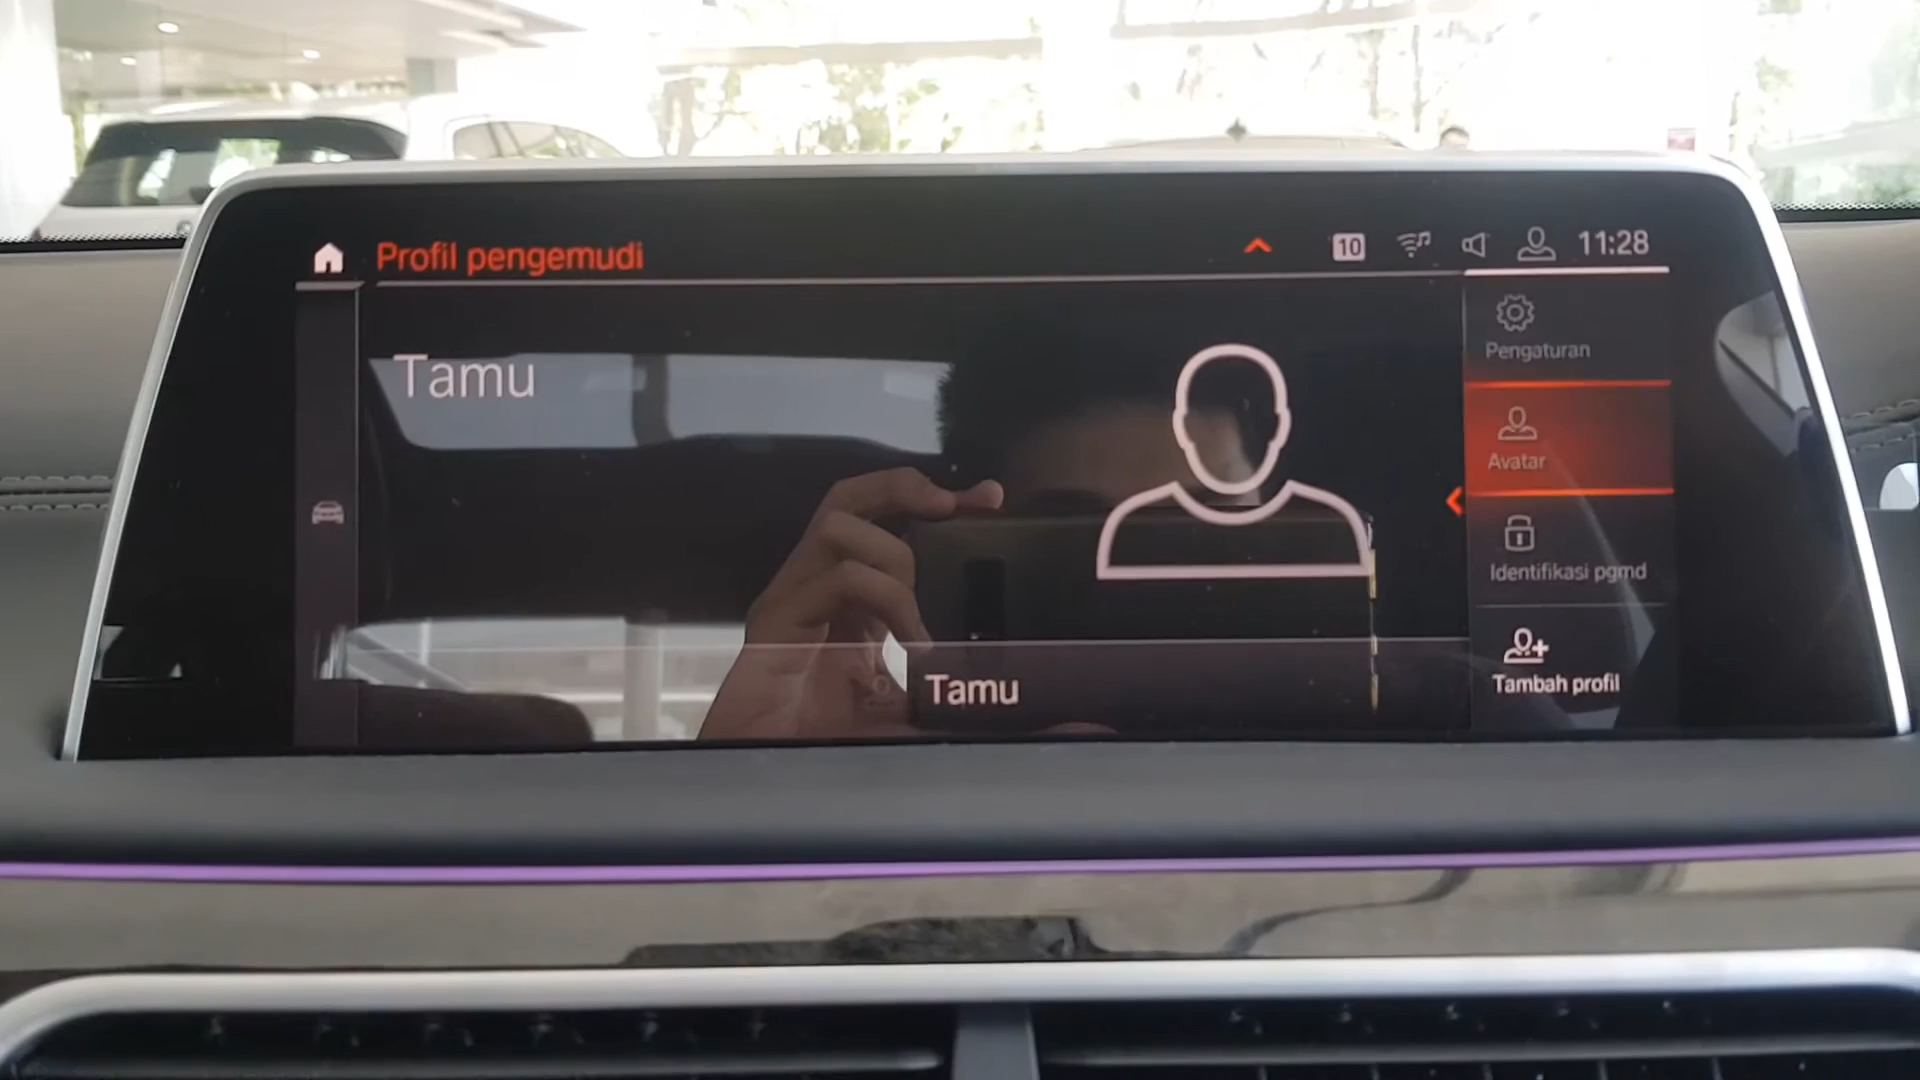 Profil pengemudi
10
11:28
Tamu
Pengaturan
Avatar
Identifikasi pgmd
Tambah profil
Tamu